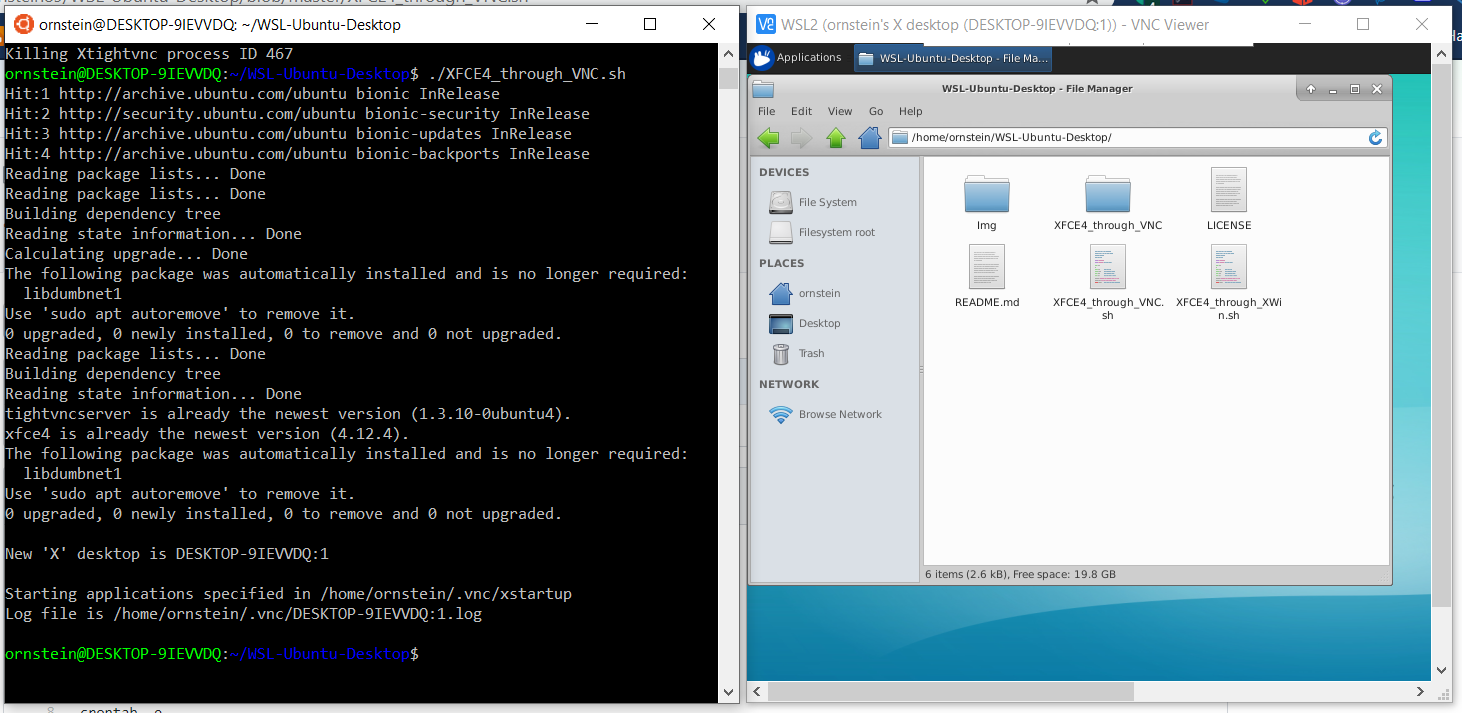 ornstein@DESKTOP-9IEVVDQ: ~/WSL-Ubuntu-Desktop
Killing Xtightvnc process ID 467
ornstein@DESKTOP-9IEVVDQ:~/WSL-Ubuntu-Desktop$ ./XFCE4_through_VNC.sh
Hit:1 http://archive.ubuntu.com/ubuntu bionic InRelease
Hit:2 http://security.ubuntu.com/ubuntu bionic-security InRelease
Hit:3 http://archive.ubuntu.com/ubuntu bionic-updates InRelease
Hit:4 http://archive.ubuntu.com/ubuntu bionic-backports InRelease
Reading package lists... Done
Reading package lists... Done
Building dependency tree
Reading state information... Done
Calculating upgrade... Done
The following package was automatically installed and is no longer required:
libdumbnet1
Use 'sudo apt autoremove' to remove it.
0 upgraded, 0 newly installed, 0 to remove and 0 not upgraded.
Reading package lists... Done
Building dependency tree
Reading state information... Done
tightvncserver is already the newest version (1.3.10-0ubuntu4).
xfce4 is already the newest version (4.12.4).
The following package was automatically installed and is no longer required:
libdumbnet1
Use 'sudo apt autoremove' to remove it.
0 upgraded, 0 newly installed, 0 to remove and 0 not upgraded.
New 'X' desktop is DESKTOP-9IEVVDQ:1
Starting applications specified in /home/ornstein/.vnc/xstartup
Log file is /home/ornstein/.vnc/DESKTOP-9IEVVDQ:1.log
ornstein@DESKTOP-9IEVVDQ:~/WSL-Ubuntu-Desktop$
WSL2 (ornstein's X desktop (DESKTOP-9IEVVDQ:1)) - VNC Viewer
Applications
WSL-Ubuntu-Desktop - File Ma...
WSL-Ubuntu-Desktop - File Manager
File Edit View Go Help
/home/ornstein/WSL-Ubuntu-Desktop/
DEVICES
File System
Filesystem root
PLACES
ornstein
Desktop
Trash
NETWORK
Browse Network
Img
XFCE4_through_VNC
LICENSE
README.md
XFCE4_through_VNC.
sh
XFCE4_through_XWi
n.sh
6 items (2.6 kB), Free space: 19.8 GB